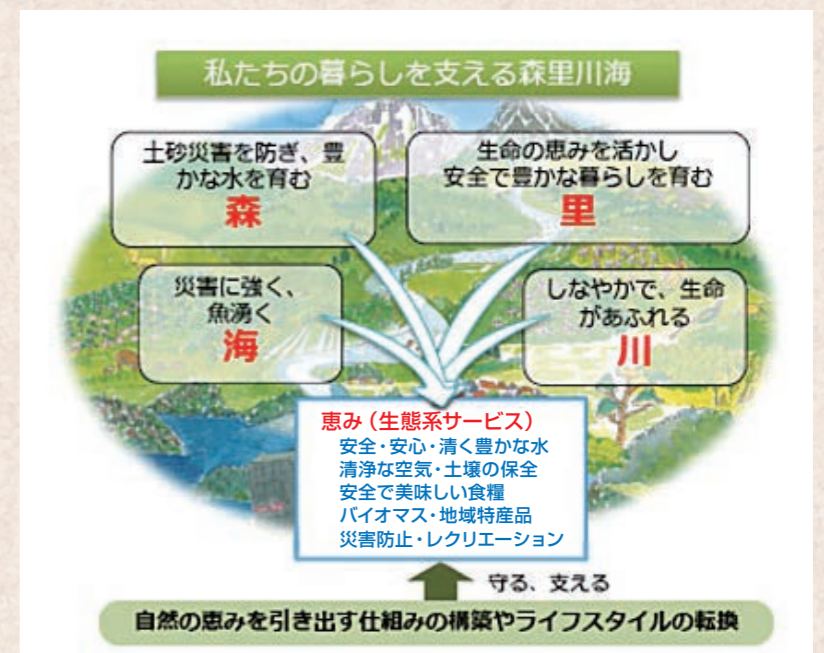 私たちの暮らしを支える森里川海
土砂災害を防ぎ、豊
かな水を育む
森
生命の恵みを活かし
安全で豊かな暮らしを育む
里
災害に強く、
魚湧く
海
しなやかで、生命
があふれる
川
恵み（生態系サービス）
安全・安心・清く豊かな水
清浄な空気・土壌の保全
安全で美味しい食糧
バイオマス・地域特産品
災害防止・レクリエーション
守る、支える
自然の恵みを引き出す仕組みの構築やライフスタイルの転換